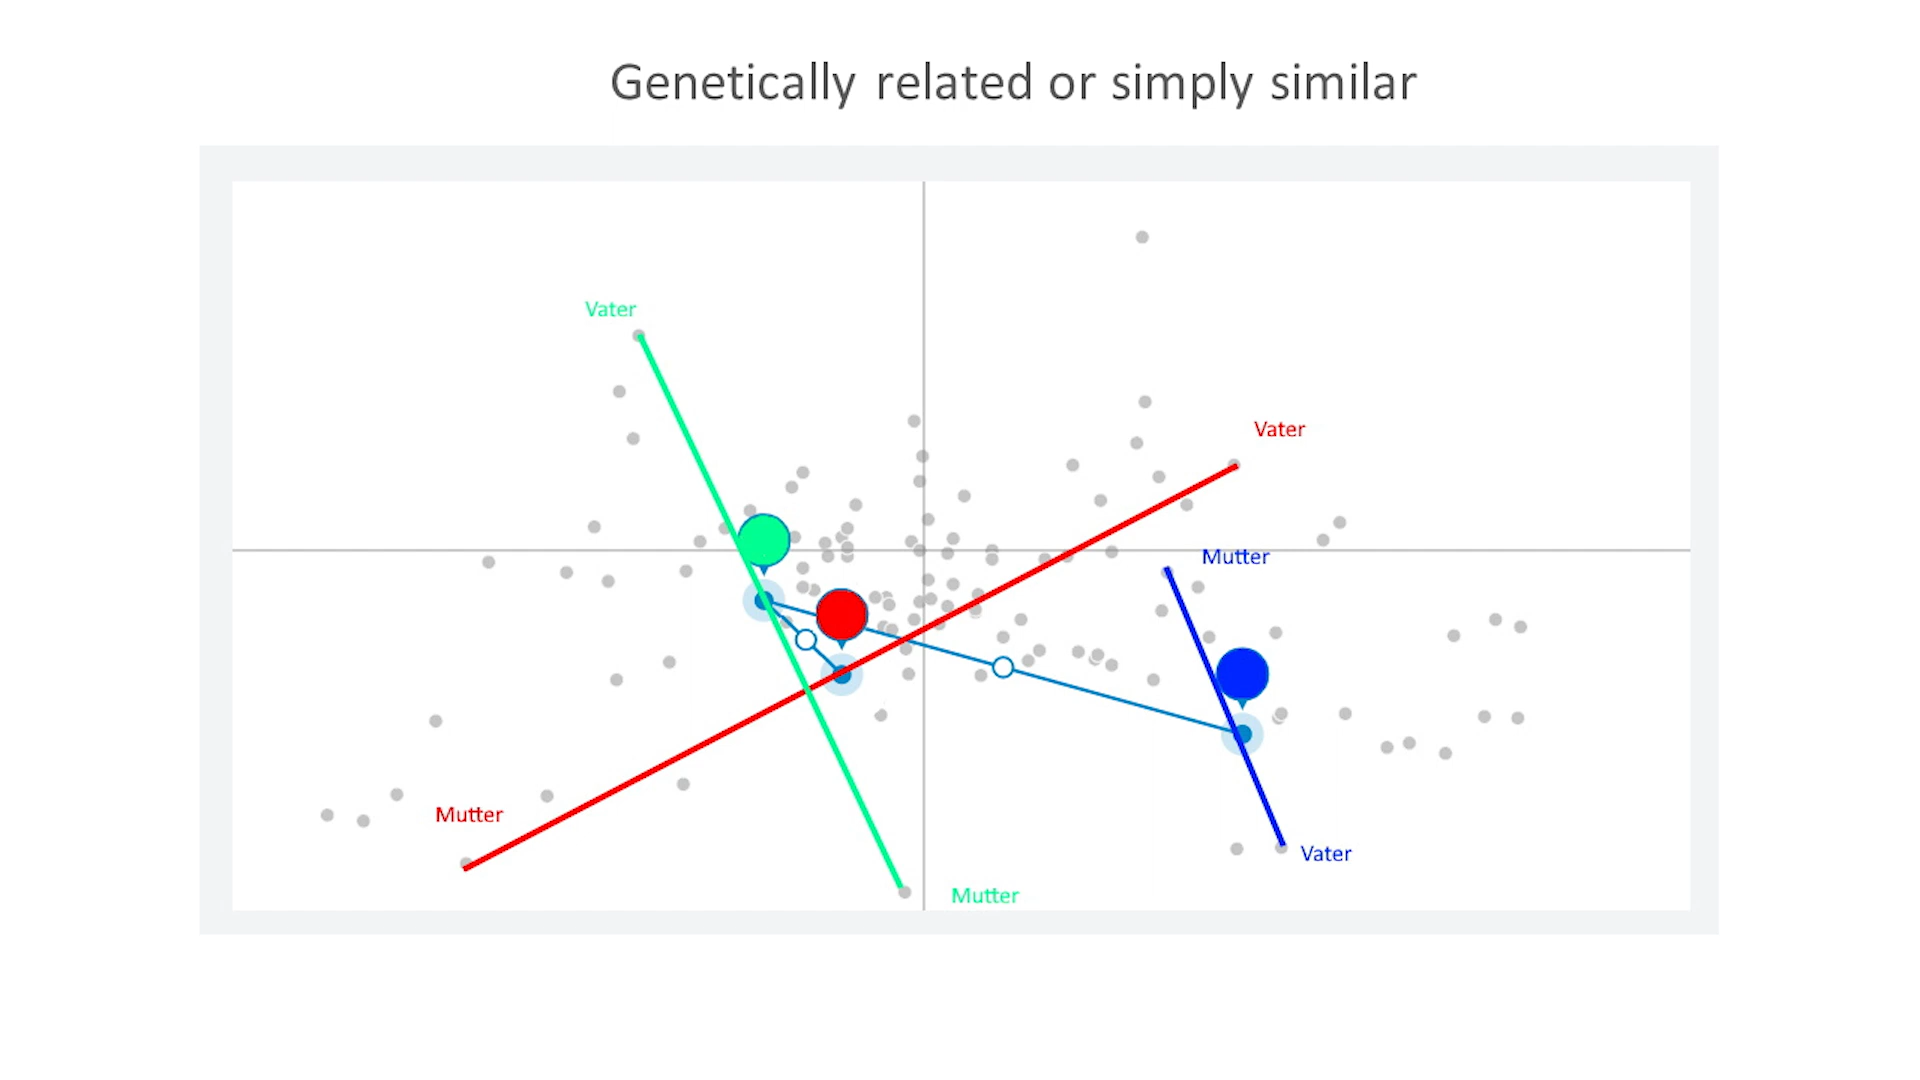 Genetically related or simply similar
Vater
Vater
Mutter
Mutter
Vater
Mutter